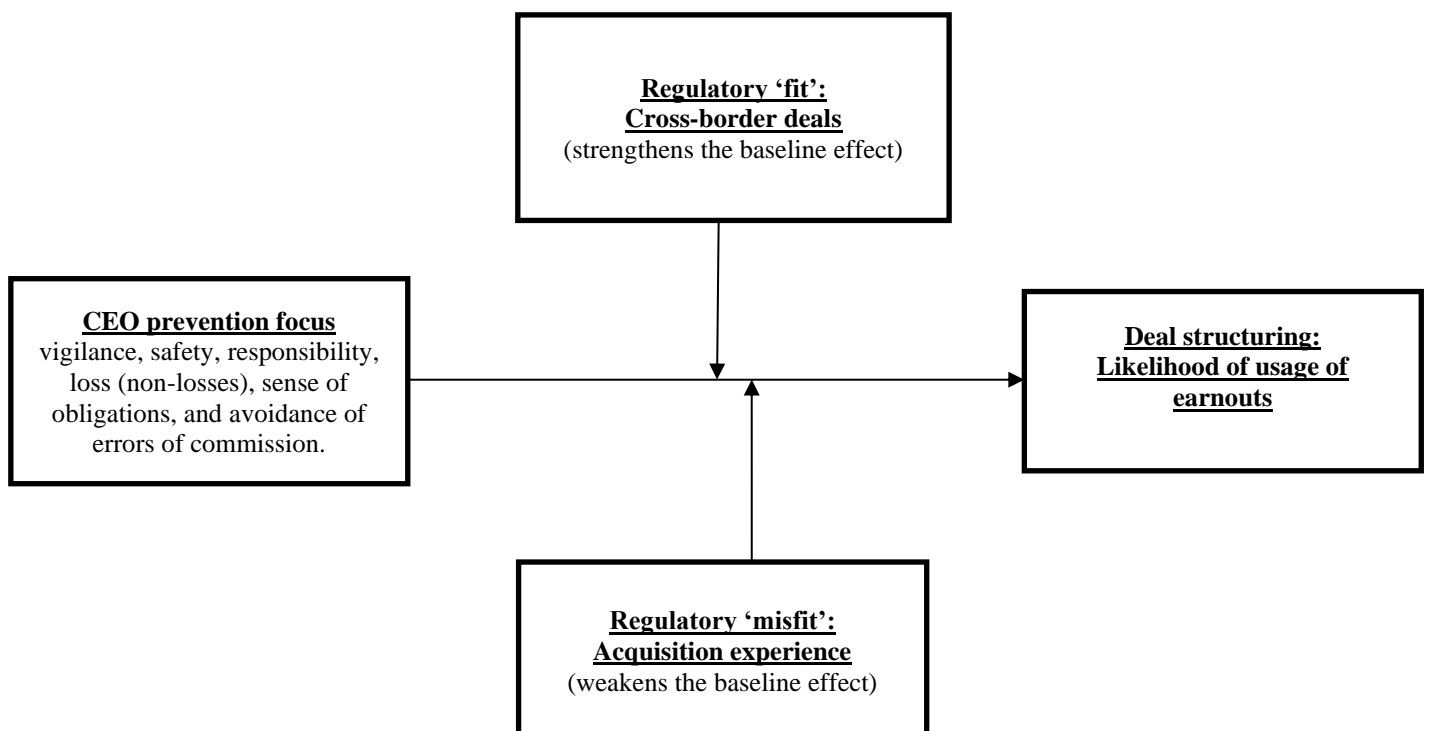 Regulatory ‘fit’:
Cross-border deals
(strengthens the baseline effect)
CEO prevention focus
vigilance, safety, responsibility,
loss (non-losses), sense of
obligations, and avoidance of
errors of commission.
Deal structuring:
Likelihood of usage of
earnouts
Regulatory ‘misfit’:
Acquisition experience
(weakens the baseline effect)